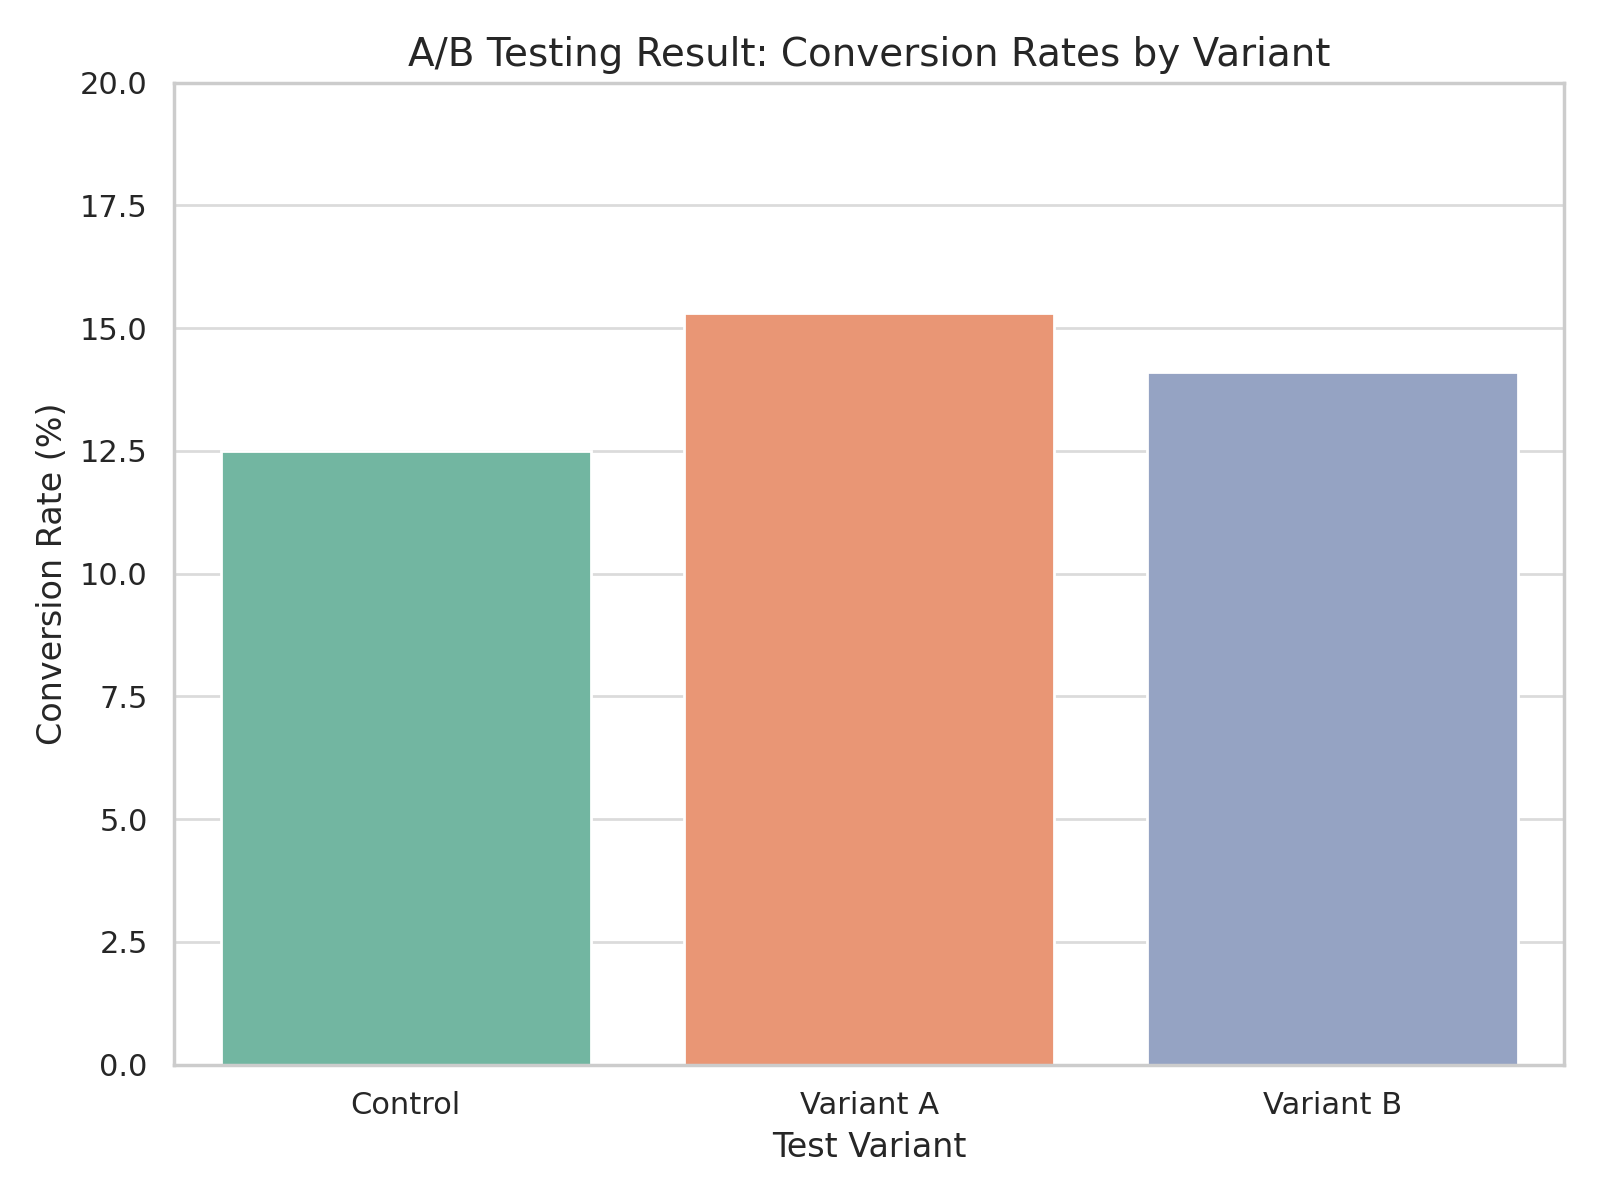 A/B Testing Result: Conversion Rates by Variant
20.0
17.5
15.0
12.5
10.0
7.5
5.0
2.5
0.0
Conversion Rate (%)
Control
Variant A
Variant B
Test Variant